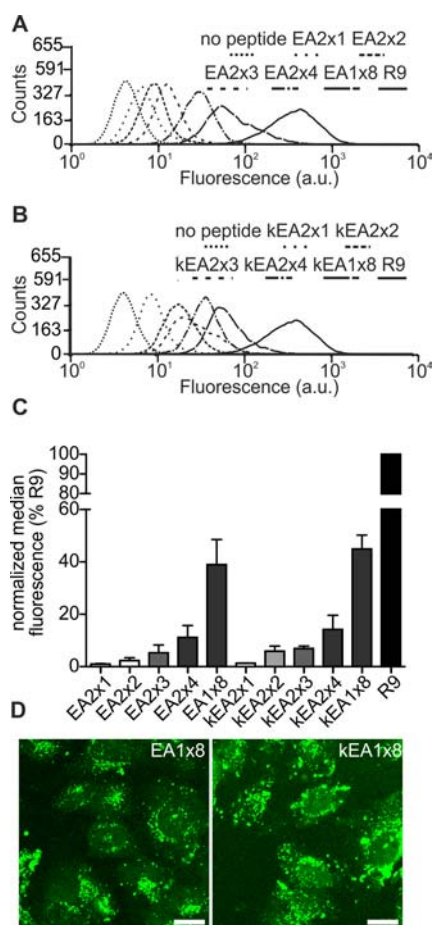 A
no peptide EA2x1 EA2x2
EA2x3 EA2x4 EA1x8 R9
Counts
655
591
327
163
0
10⁰ 10¹ 10² 10³ 10⁴
Fluorescence (a.u.)
B
no peptide kEA2x1 kEA2x2
kEA2x3 kEA2x4 kEA1x8 R9
Counts
655
591
327
163
0
10⁰ 10¹ 10² 10³ 10⁴
Fluorescence (a.u.)
C
normalized median
fluorescence (% R9)
100
80
60
40
20
0
EA2x1 EA2x2 EA2x3 EA2x4 EA1x8 kEA2x1 kEA2x2 kEA2x3 kEA2x4 kEA1x8 R9
D
EA1x8 kEA1x8